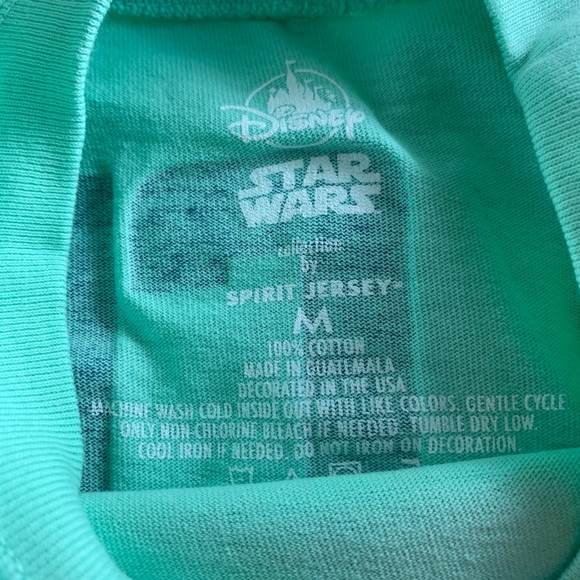 Disney
STAR
WARS
collection
by
SPIRIT JERSEY®
M
100% COTTON
MADE IN GUATEMALA
DECORATED IN THE USA
MACHINE WASH COLD INSIDE OUT WITH LIKE COLORS. GENTLE CYCLE
ONLY NON-CHLORINE BLEACH IF NEEDED. TUMBLE DRY LOW.
COOL IRON IF NEEDED. DO NOT IRON ON DECORATION.